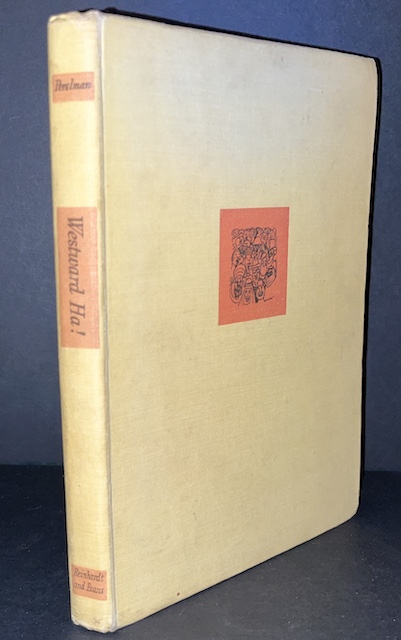 Perelman
Westward Ha!
Reinhardt
and Evans